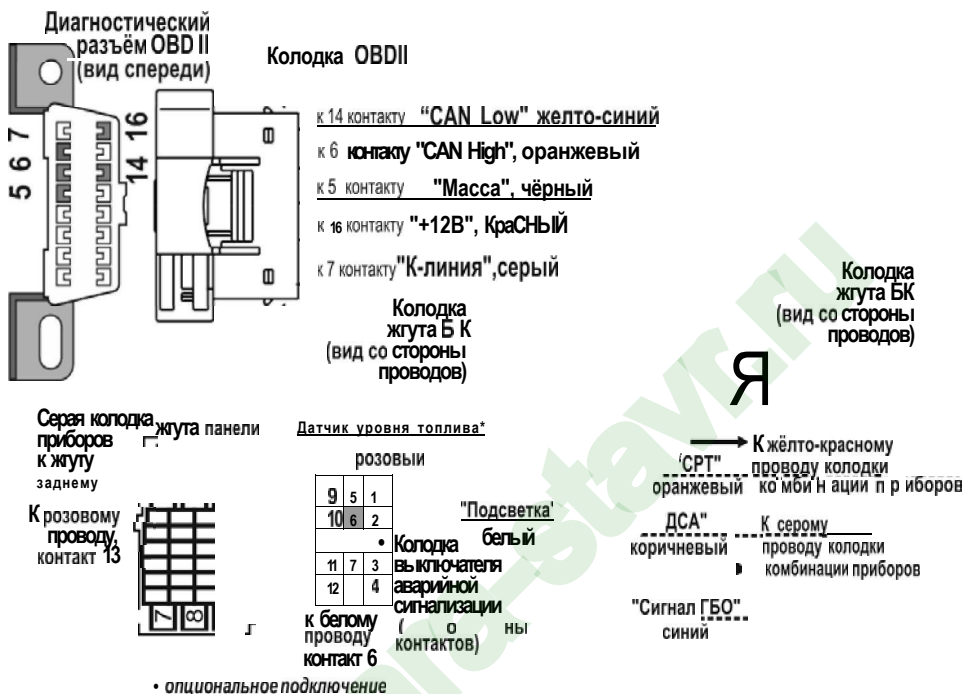 Диагностический
разъём OBD II
(вид спереди)
Колодка OBDII
5 6 7
14 16
к 14 контакту "CAN Low" желто-синий
к 6 контакту "CAN High", оранжевый
к 5 контакту "Масса", чёрный
к 16 контакту "+12В", КраСНЫЙ
к 7 контакту "К-линия",серый
Колодка
жгута Б К
(вид со стороны
проводов)
Колодка
жгута БК
(вид со стороны
проводов)
Я
Серая колодка жгута панели
приборов
к жгуту
заднему
К розовому
проводу,
контакт 13
7 8
Датчик уровня топлива*
розовый
9 5 1
10 6 2
11 7 3
12 4
"Подсветка'
белый
• Колодка
выключателя
аварийной
сигнализации
( о ны
контактов)
к белому
проводу
контакт 6
К жёлто-красному
'СРТ" проводу колодки
оранжевый ко мби н ации п р иборов
ДСА" К серому
коричневый проводу колодки
комбинации приборов
"Сигнал ГБО"
синий
• опциональное подключение